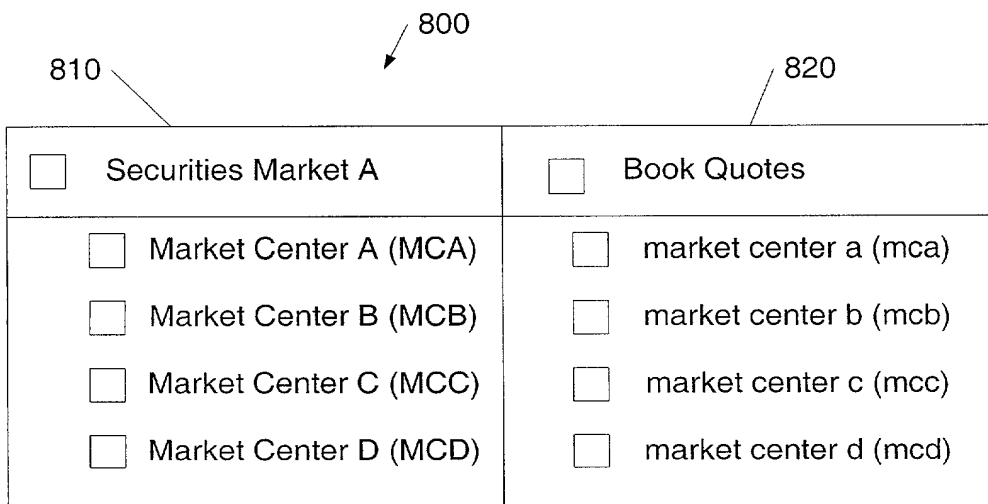 800
810
820
Securities Market A
Book Quotes
Market Center A (MCA)
market center a (mca)
Market Center B (MCB)
market center b (mcb)
Market Center C (MCC)
market center c (mcc)
Market Center D (MCD)
market center d (mcd)